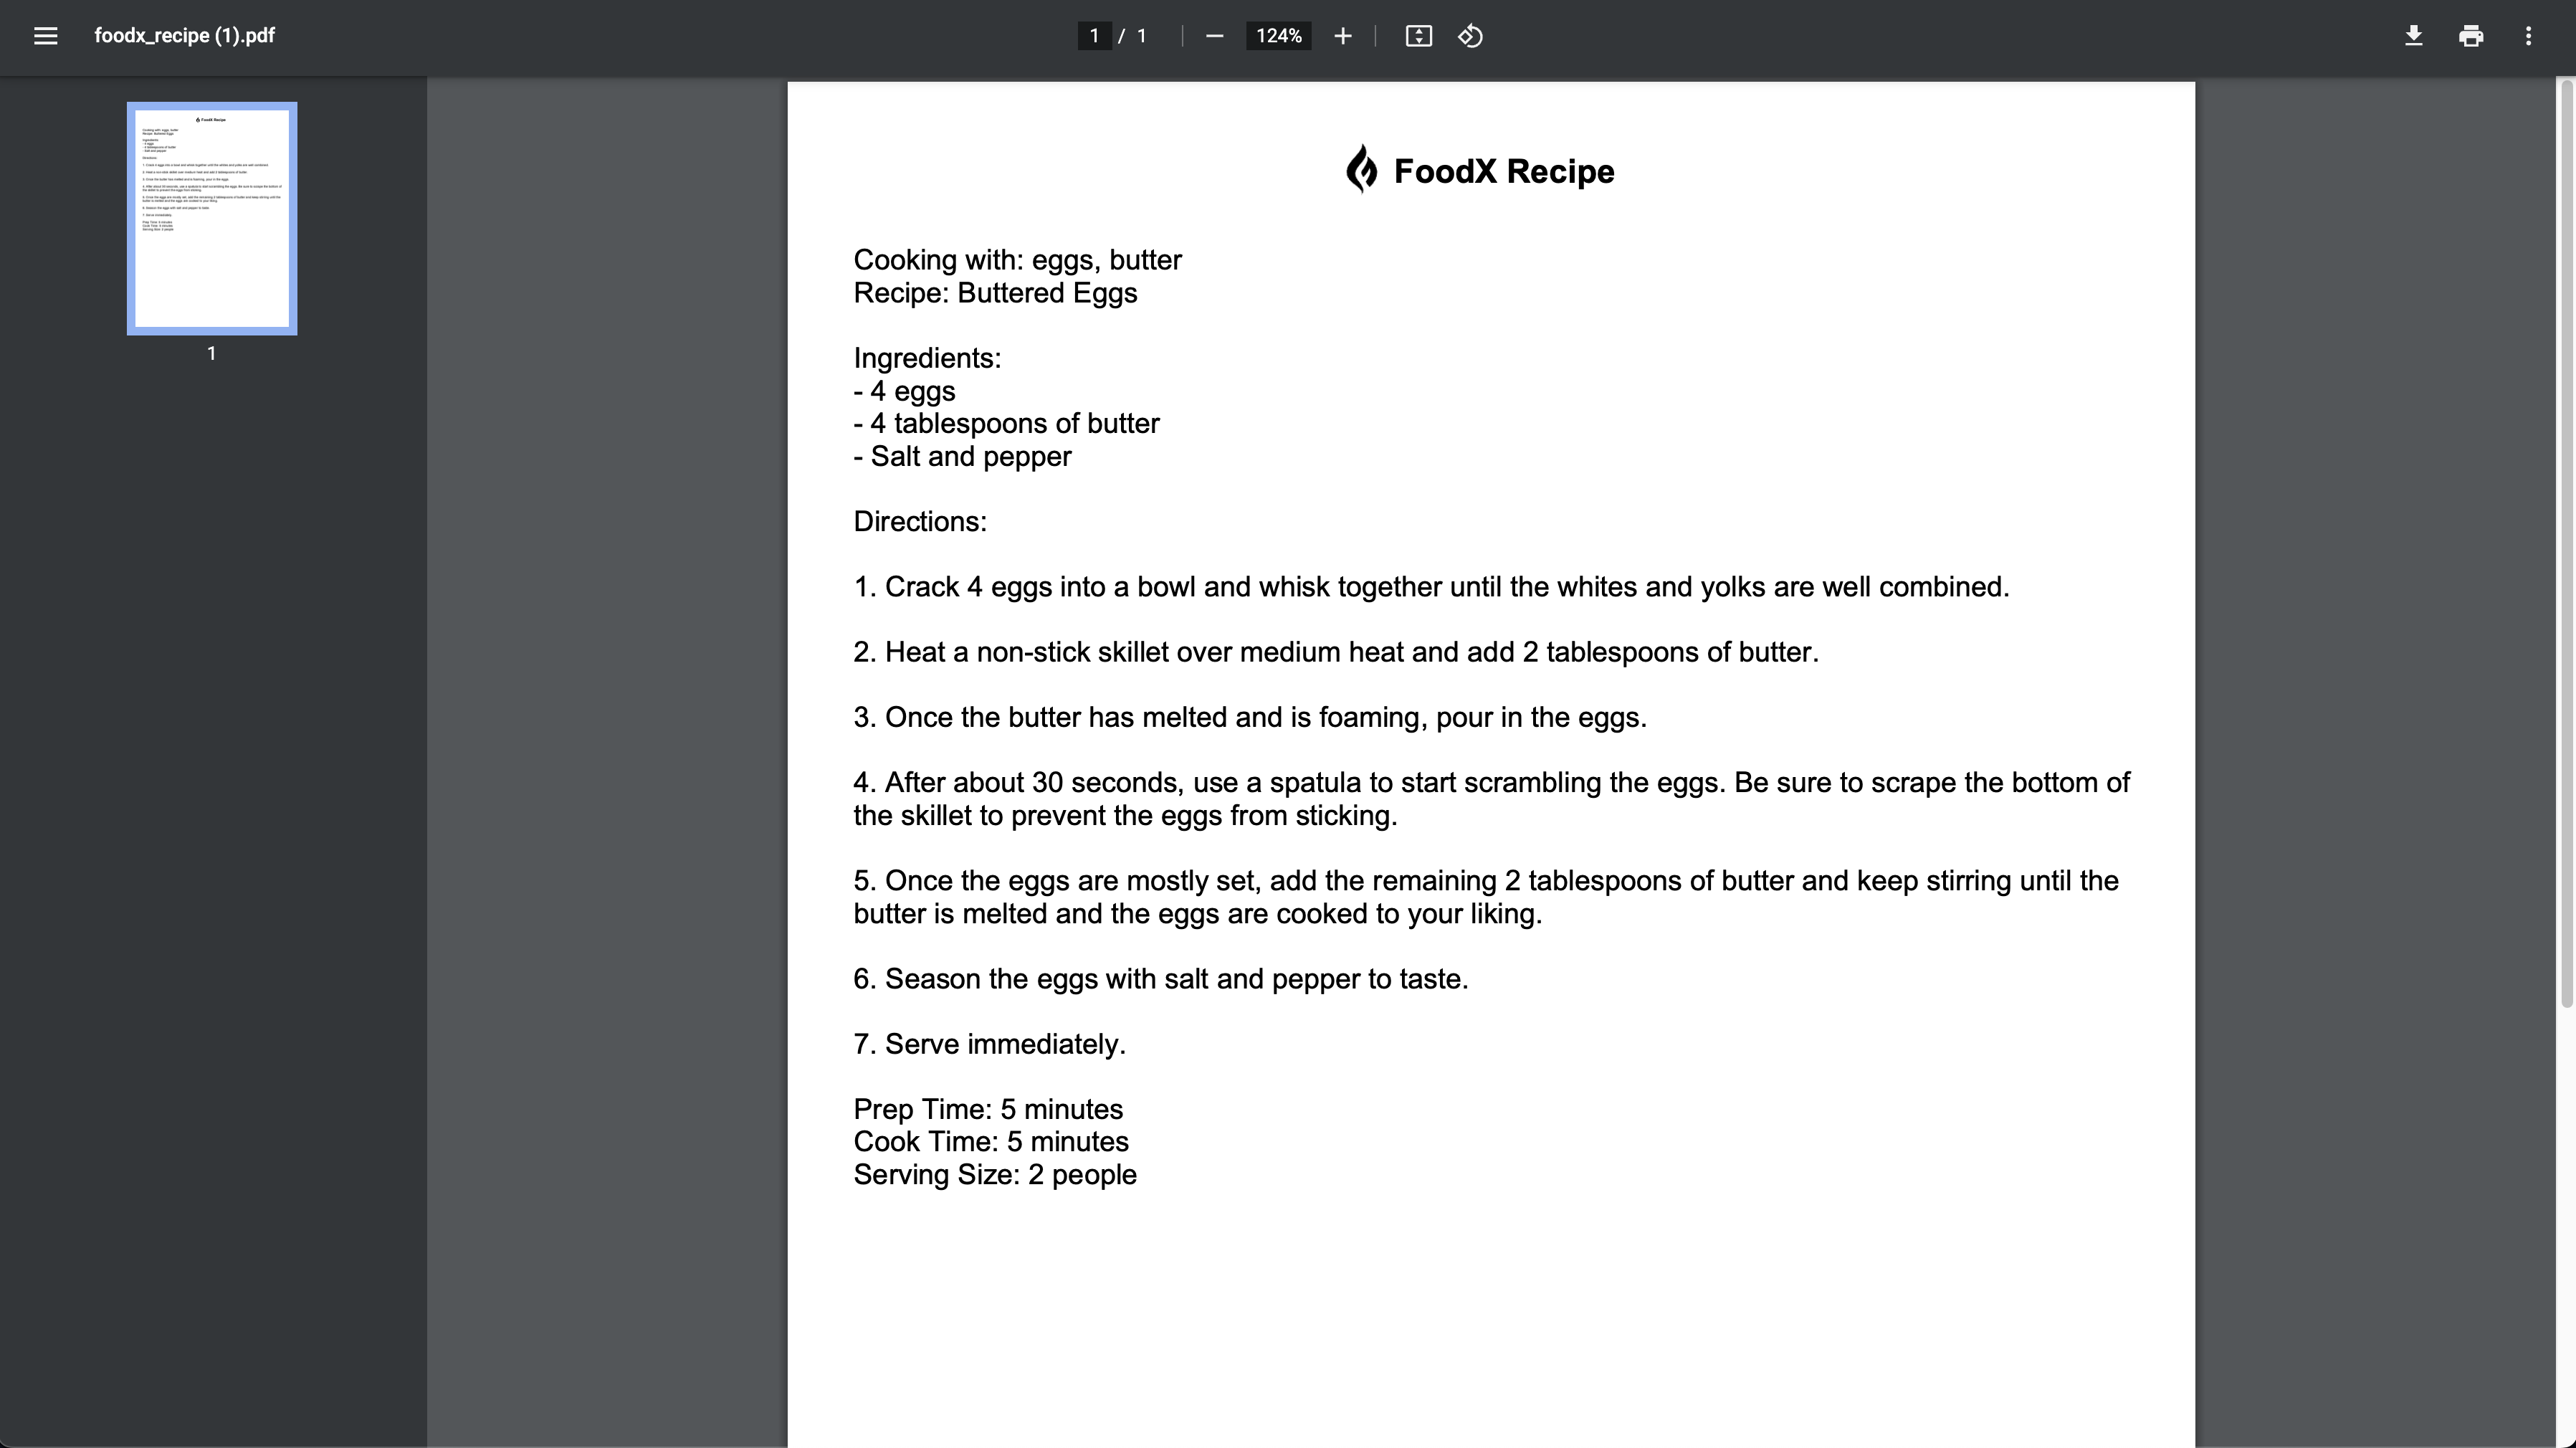 foodx_recipe (1).pdf
1 / 1
124%
FoodX Recipe
Cooking with: eggs, butter
Recipe: Buttered Eggs
Ingredients:
- 4 eggs
- 4 tablespoons of butter
- Salt and pepper
Directions:
1. Crack 4 eggs into a bowl and whisk together until the whites and yolks are well combined.
2. Heat a non-stick skillet over medium heat and add 2 tablespoons of butter.
3. Once the butter has melted and is foaming, pour in the eggs.
4. After about 30 seconds, use a spatula to start scrambling the eggs. Be sure to scrape the bottom of
the skillet to prevent the eggs from sticking.
5. Once the eggs are mostly set, add the remaining 2 tablespoons of butter and keep stirring until the
butter is melted and the eggs are cooked to your liking.
6. Season the eggs with salt and pepper to taste.
7. Serve immediately.
Prep Time: 5 minutes
Cook Time: 5 minutes
Serving Size: 2 people
1